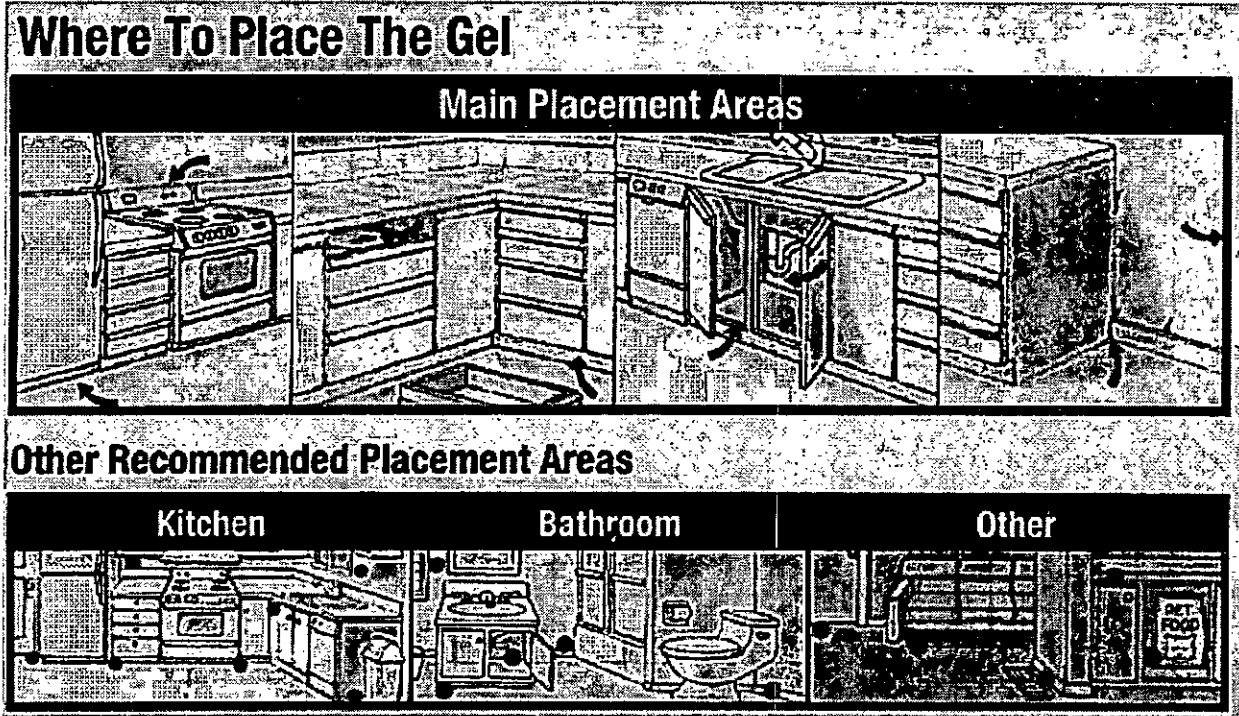 Where To Place The Gel
Main Placement Areas
Other Recommended Placement Areas
Kitchen
Bathroom
Other
PET
FOOD